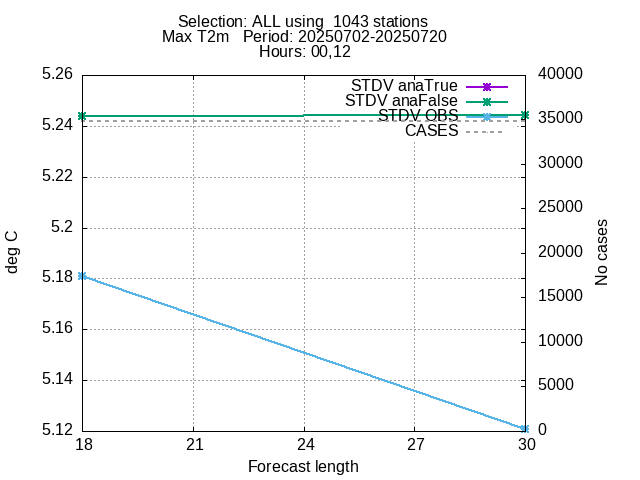 Selection: ALL using  1043 stations
Max T2m   Period: 20250702-20250720
Hours: 00,12
5.26
5.24
5.22
5.2
5.18
5.16
5.14
5.12
40000
35000
30000
25000
20000
15000
10000
5000
0
STDV anaTrue
STDV anaFalse
STDV OBS
CASES
deg C
No cases
18
21
24
27
30
Forecast length